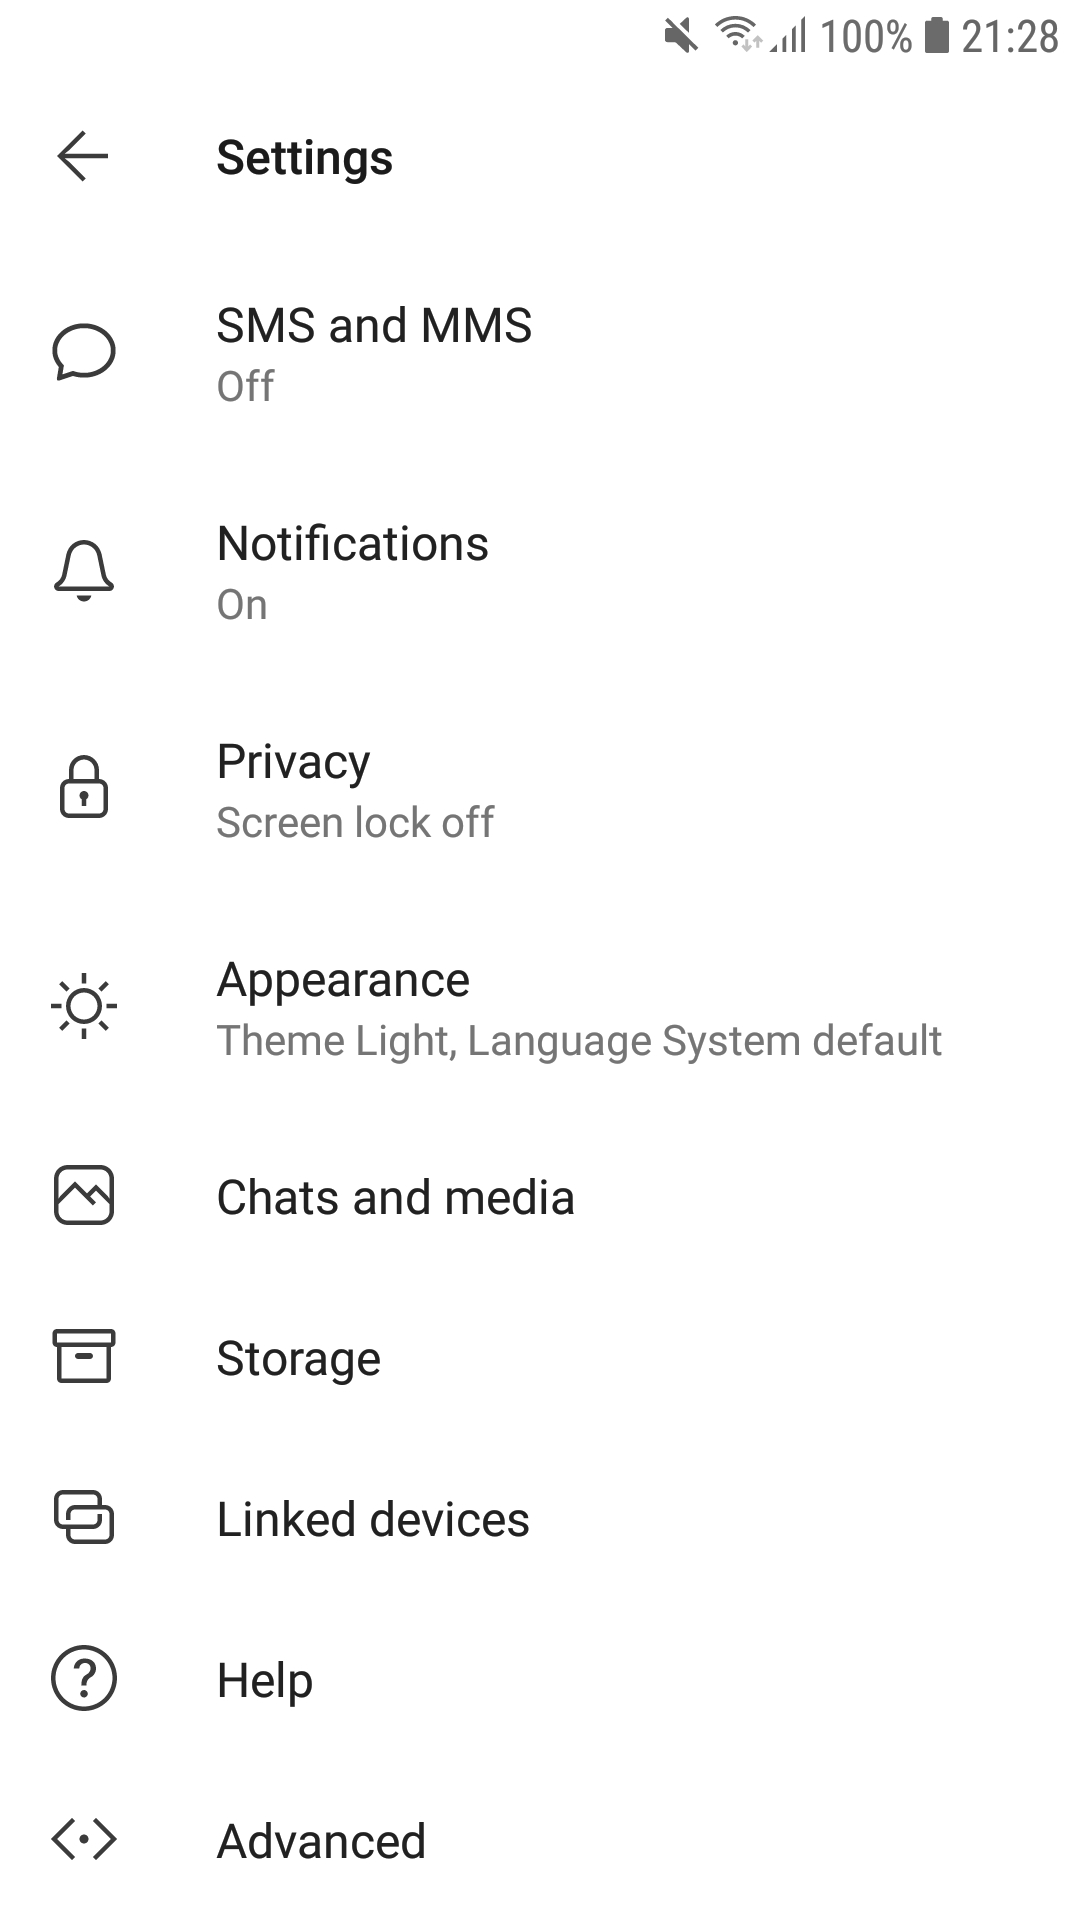 100% 21:28
Settings
SMS and MMS
Off
Notifications
On
Privacy
Screen lock off
Appearance
Theme Light, Language System default
Chats and media
Storage
Linked devices
Help
Advanced